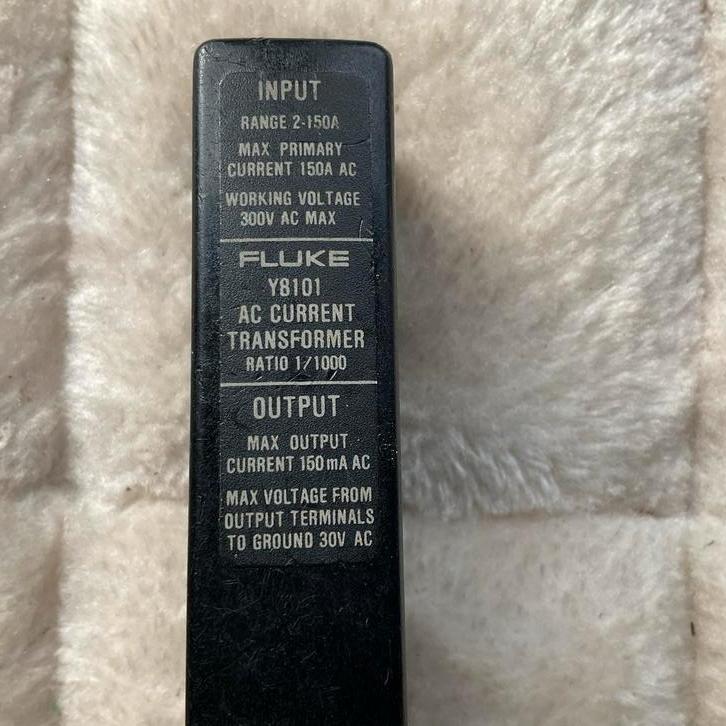 INPUT
RANGE 2-150A
MAX PRIMARY
CURRENT 150A AC
WORKING VOLTAGE
300V AC MAX
FLUKE
Y8101
AC CURRENT
TRANSFORMER
RATIO 1/1000
OUTPUT
MAX OUTPUT
CURRENT 150mA AC
MAX VOLTAGE FROM
OUTPUT TERMINALS
TO GROUND 30V AC